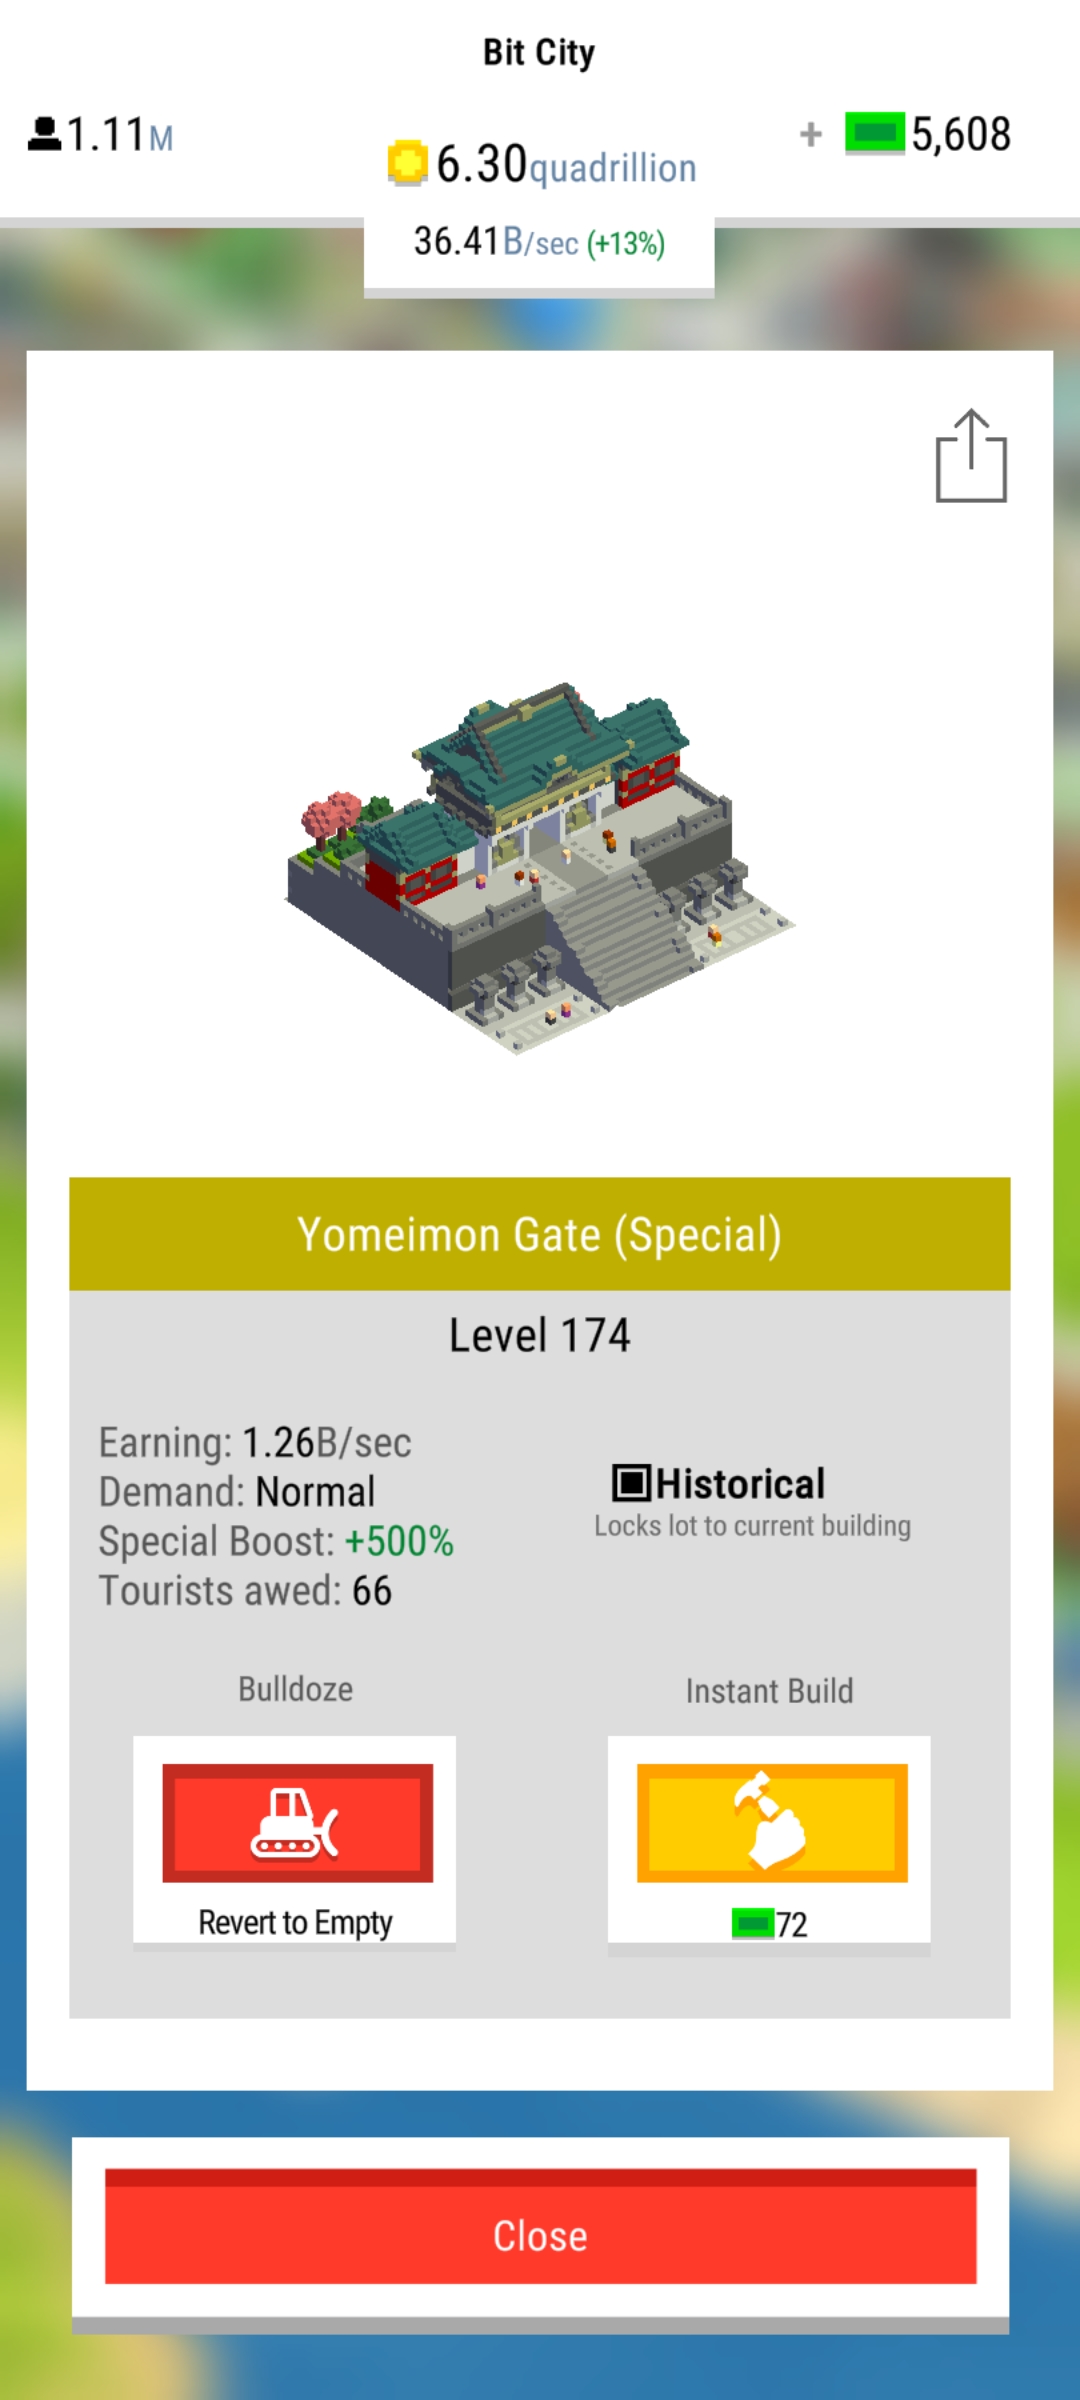 Bit City
1.11M
+ 5,608
6.30quadrillion
36.41B/sec (+13%)
Yomeimon Gate (Special)
Level 174
Earning: 1.26B/sec
Demand: Normal
Special Boost: +500%
Tourists awed: 66
Historical
Locks lot to current building
Bulldoze
Revert to Empty
Instant Build
72
Close